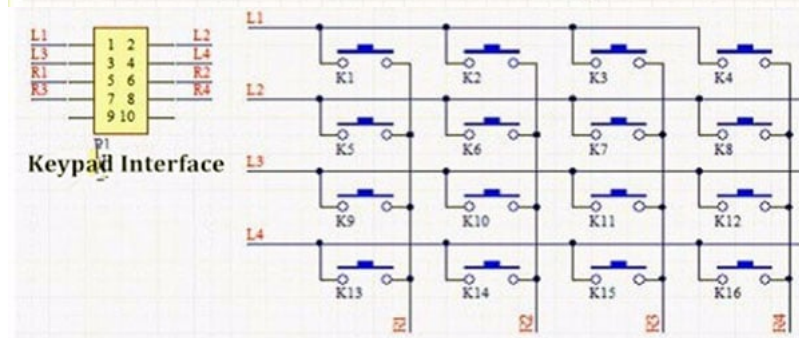 L1 1 2 L2
L3 3 4 L4
R1 5 6 R2
R3 7 8 R4
9 10
P1
Keypad Interface
L1
K1 K2 K3 K4
L2
K5 K6 K7 K8
L3
K9 K10 K11 K12
L4
K13 K14 K15 K16
R1 R2 R3 R4